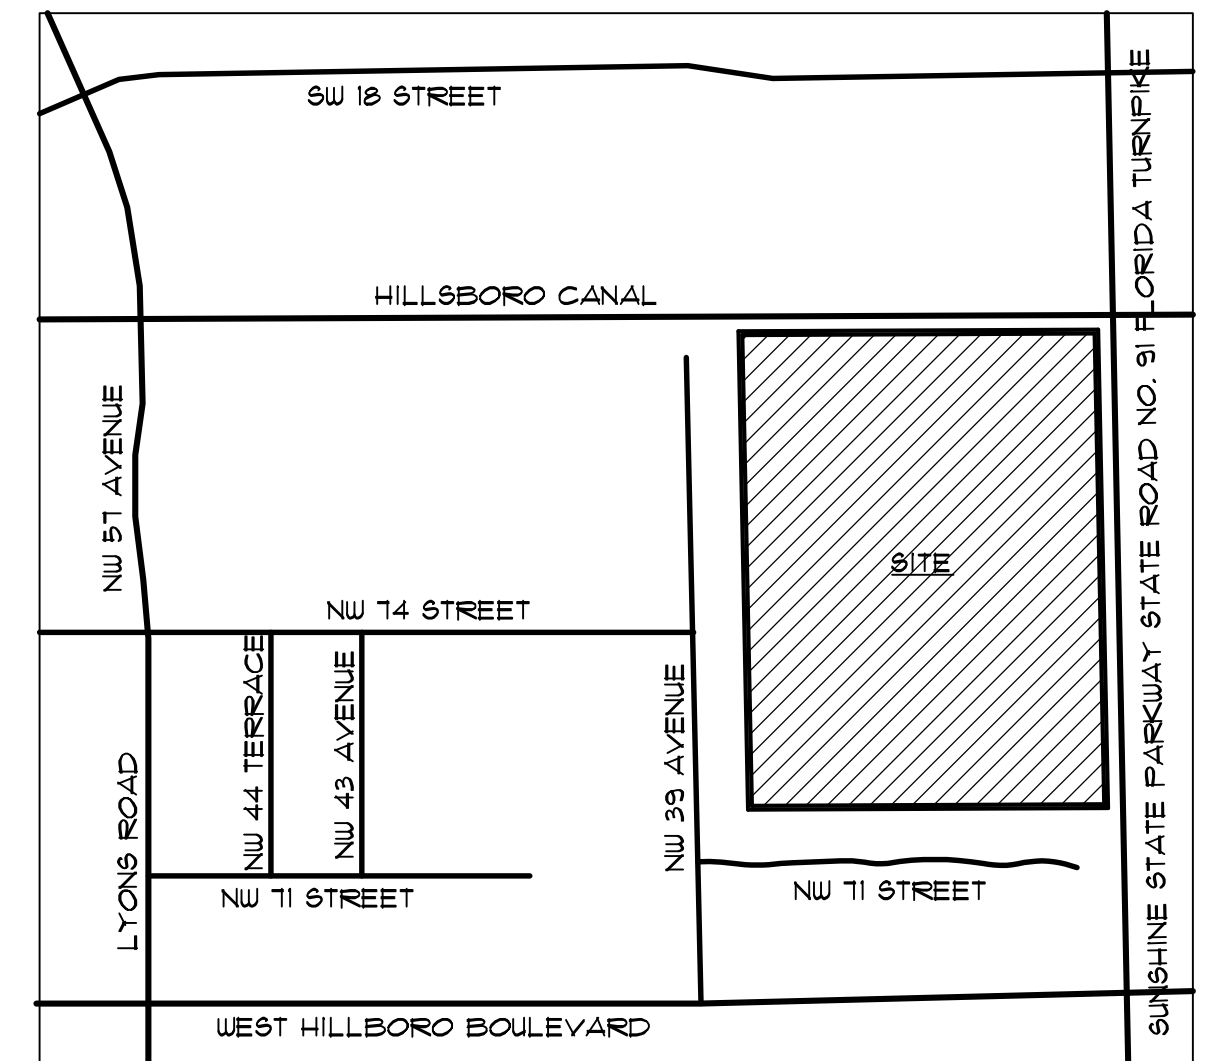 SW 18 STREET
HILLSBORO CANAL
SUNSHINE STATE PARKWAY STATE ROAD NO. 91 FLORIDA TURNPIKE
NW 57 AVENUE
SITE
NW 74 STREET
NW 44 TERRACE
NW 43 AVENUE
NW 39 AVENUE
LYONS ROAD
NW 71 STREET
NW 71 STREET
WEST HILLBORO BOULEVARD